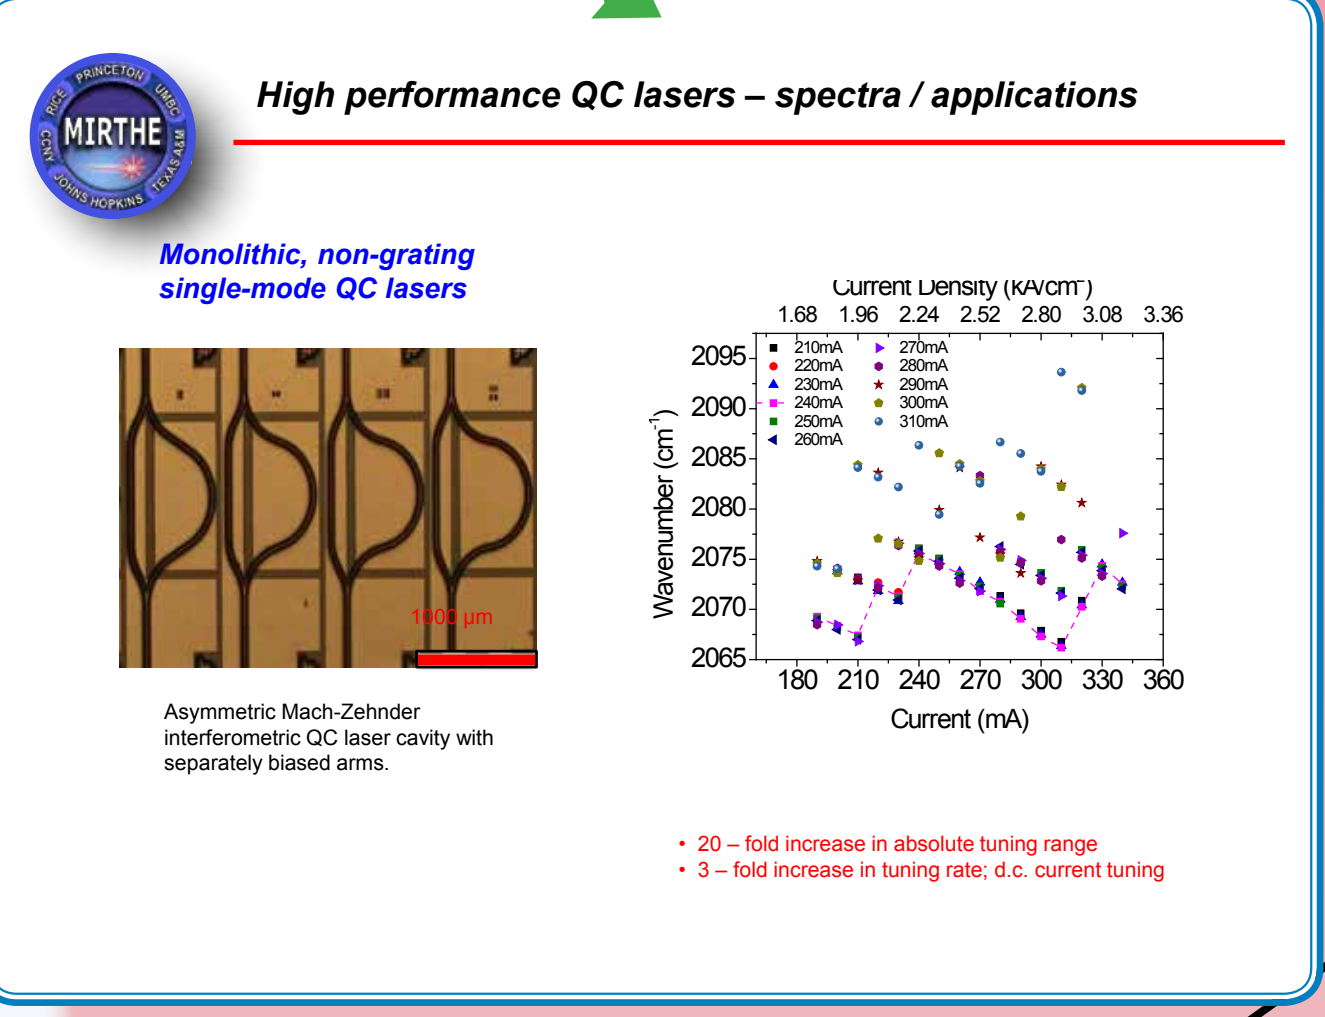 PRINCETON
UMBC
RICE
MIRTHE
CCNY
TEXAS A&M
JOHNS HOPKINS
High performance QC lasers – spectra / applications
Monolithic, non-grating
single-mode QC lasers
1000 µm
Asymmetric Mach-Zehnder
interferometric QC laser cavity with
separately biased arms.
Current Density (kA/cm²)
1.68 1.96 2.24 2.52 2.80 3.08 3.36
2095
2090
2085
2080
2075
2070
2065
Wavenumber (cm⁻¹)
210mA 270mA
220mA 280mA
230mA 290mA
240mA 300mA
250mA 310mA
260mA
180 210 240 270 300 330 360
Current (mA)
• 20 – fold increase in absolute tuning range
• 3 – fold increase in tuning rate; d.c. current tuning